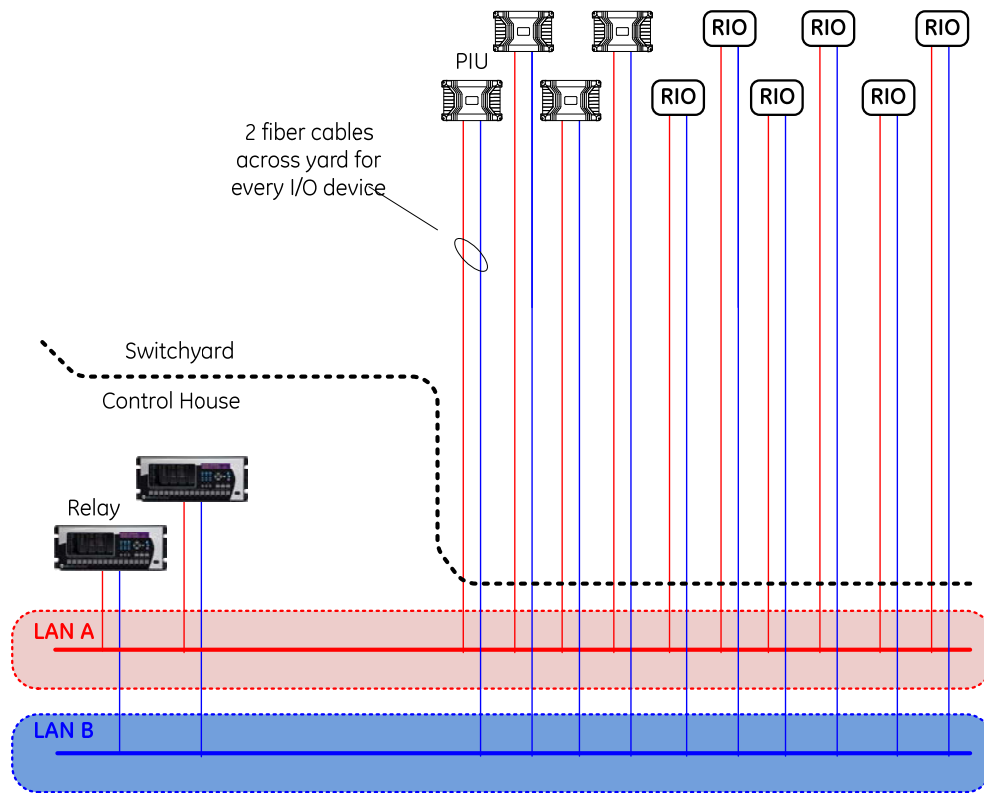 RIO
RIO
RIO
PIU
RIO
RIO
RIO
2 fiber cables
across yard for
every I/O device
Switchyard
Control House
Relay
LAN A
LAN B